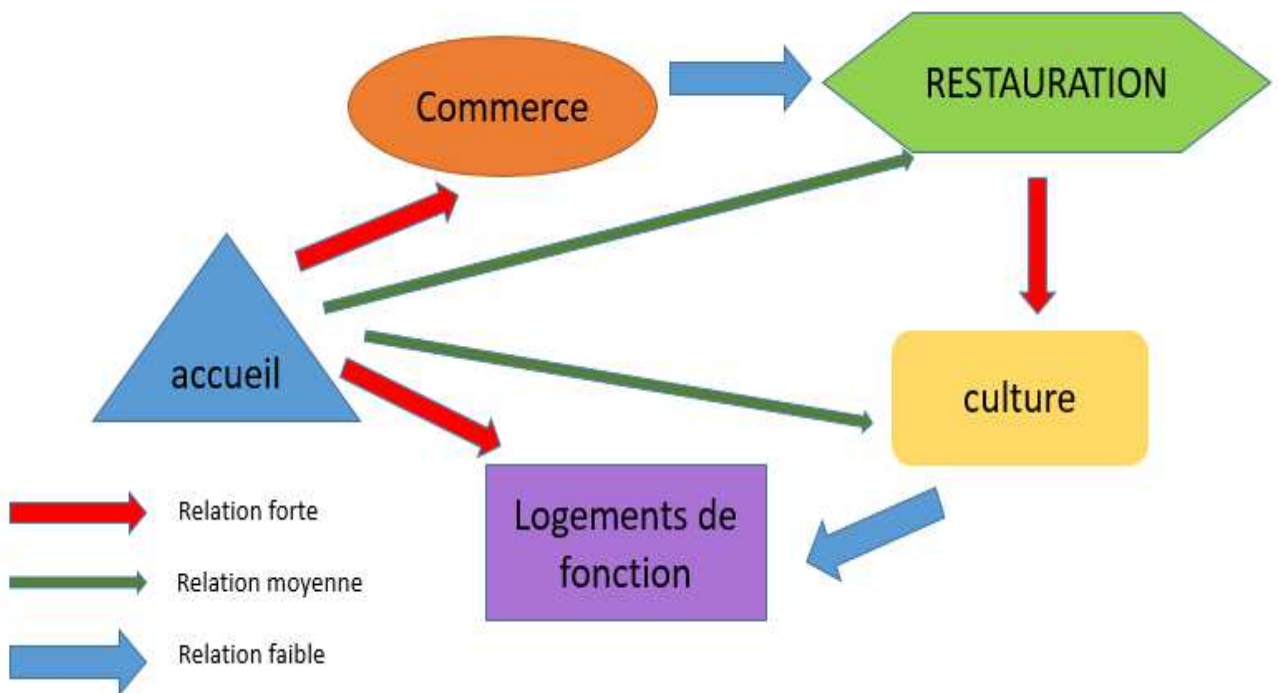 RESTAURATION
Commerce
accueil
culture
Logements de
fonction
Relation forte
Relation moyenne
Relation faible